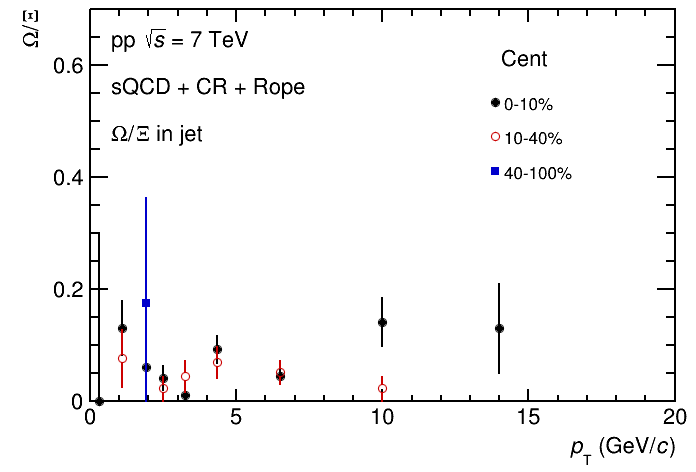 Ω/Ξ
pp √s = 7 TeV
sQCD + CR + Rope
Ω/Ξ in jet
Cent
0-10%
10-40%
40-100%
0.6
0.4
0.2
0
0 5 10 15 20
p_T (GeV/c)